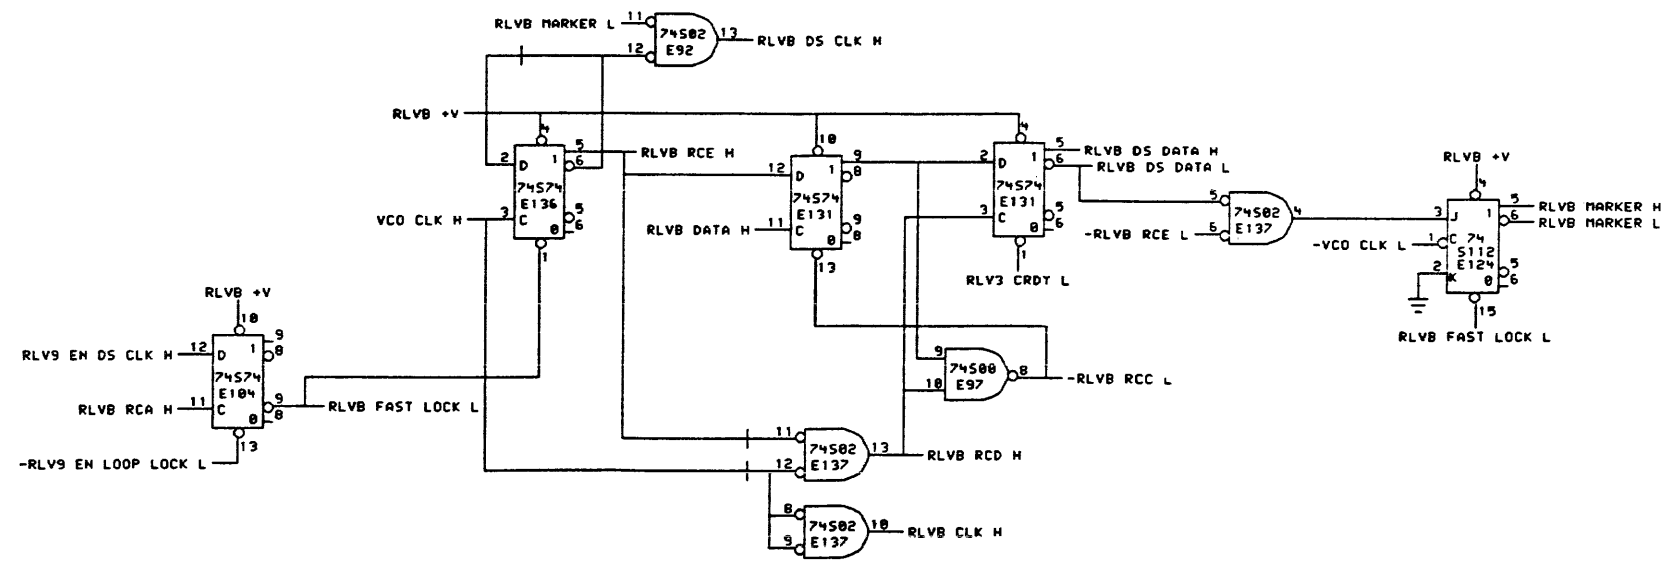 RLVB MARKER L 11
74S02 13 RLVB DS CLK H
12 E92
RLVB +V
4 10 4
5 RLVB RCE H
2 D 1 6
74S74
E136
VCO CLK H 3 C 5
0 6
1
12 D 1 9
8
74S74
E131
RLVB DATA H 11 C 9
0 8
13
2 D 1 5 RLVB DS DATA H
6 RLVB DS DATA L
74S74
E131
3 C 5
0 6
1
RLV3 CRDT L
5 74S02 4
-RLVB RCE L 6 E137
RLVB +V
4
3 J 1 5 RLVB MARKER H
6 RLVB MARKER L
-VCO CLK L 1 C 74
S112
2 K E124 5
0 6
15
RLVB FAST LOCK L
RLVB +V
10
9
RLV9 EN DS CLK H 12 D 1 8
74S74
E104
RLVB RCA H 11 C 9 RLVB FAST LOCK L
0 8
13
-RLV9 EN LOOP LOCK L
9 74S00
10 E97 8 -RLVB RCC L
11 74S02 13 RLVB RCD H
12 E137
8 74S02 10 RLVB CLK H
9 E137